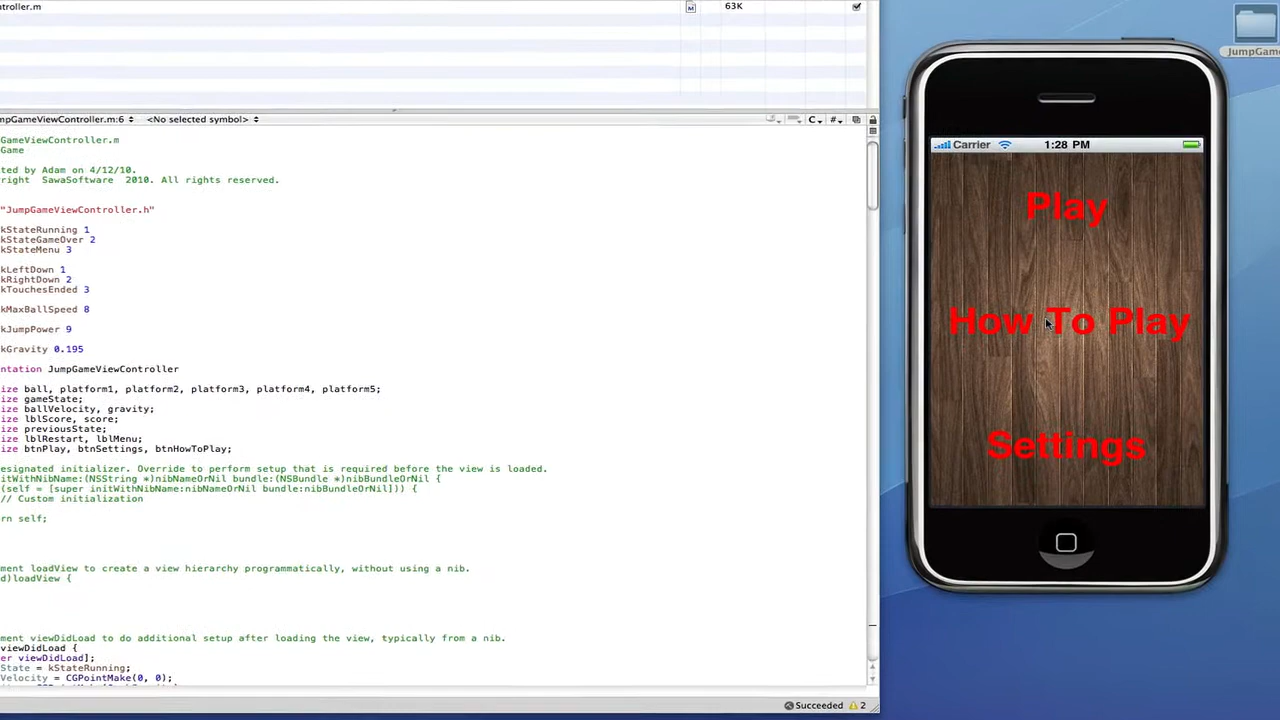 ntroller.m
63K
JumpGam
mpGameViewController.m:6
<No selected symbol>
C
#
GameViewController.m
Game
ted by Adam on 4/12/10.
right  SawaSoftware  2010. All rights reserved.
"JumpGameViewController.h"
kStateRunning 1
kStateGameOver 2
kStateMenu 3
kLeftDown 1
kRightDown 2
kTouchesEnded 3
kMaxBallSpeed 8
kJumpPower 9
kGravity 0.195
entation JumpGameViewController
ize ball, platform1, platform2, platform3, platform4, platform5;
ize gameState;
ize ballVelocity, gravity;
ize lblScore, score;
ize previousState;
ize lblRestart, lblMenu;
ize btnPlay, btnSettings, btnHowToPlay;
esignated initializer. Override to perform setup that is required before the view is loaded.
itWithNibName:(NSString *)nibNameOrNil bundle:(NSBundle *)nibBundleOrNil {
(self = [super initWithNibName:nibNameOrNil bundle:nibBundleOrNil])) {
// Custom initialization
rn self;
ment loadView to create a view hierarchy programmatically, without using a nib.
d)loadView {
ment viewDidLoad to do additional setup after loading the view, typically from a nib.
viewDidLoad {
er viewDidLoad];
State = kStateRunning;
Velocity = CGPointMake(0, 0);
Succeeded
2
Carrier
1:28 PM
Play
How To Play
Settings